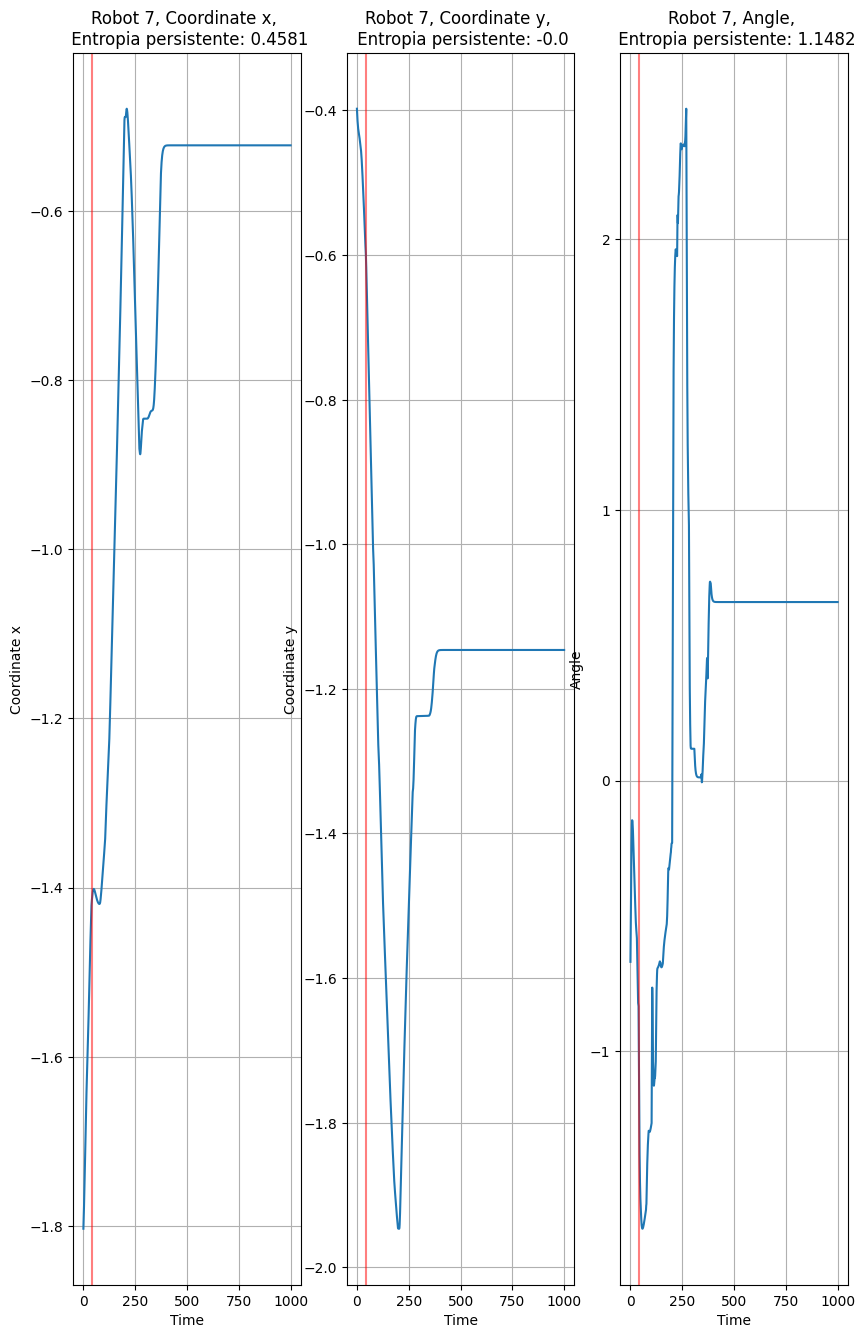 Robot 7, Coordinate x,
Entropia persistente: 0.4581
Coordinate x
−0.6
−0.8
−1.0
−1.2
−1.4
−1.6
−1.8
0
250
500
750
1000
Time
Robot 7, Coordinate y,
Entropia persistente: -0.0
Coordinate y
−0.4
−0.6
−0.8
−1.0
−1.2
−1.4
−1.6
−1.8
−2.0
0
250
500
750
1000
Time
Robot 7, Angle,
Entropia persistente: 1.1482
Angle
2
1
0
−1
0
250
500
750
1000
Time